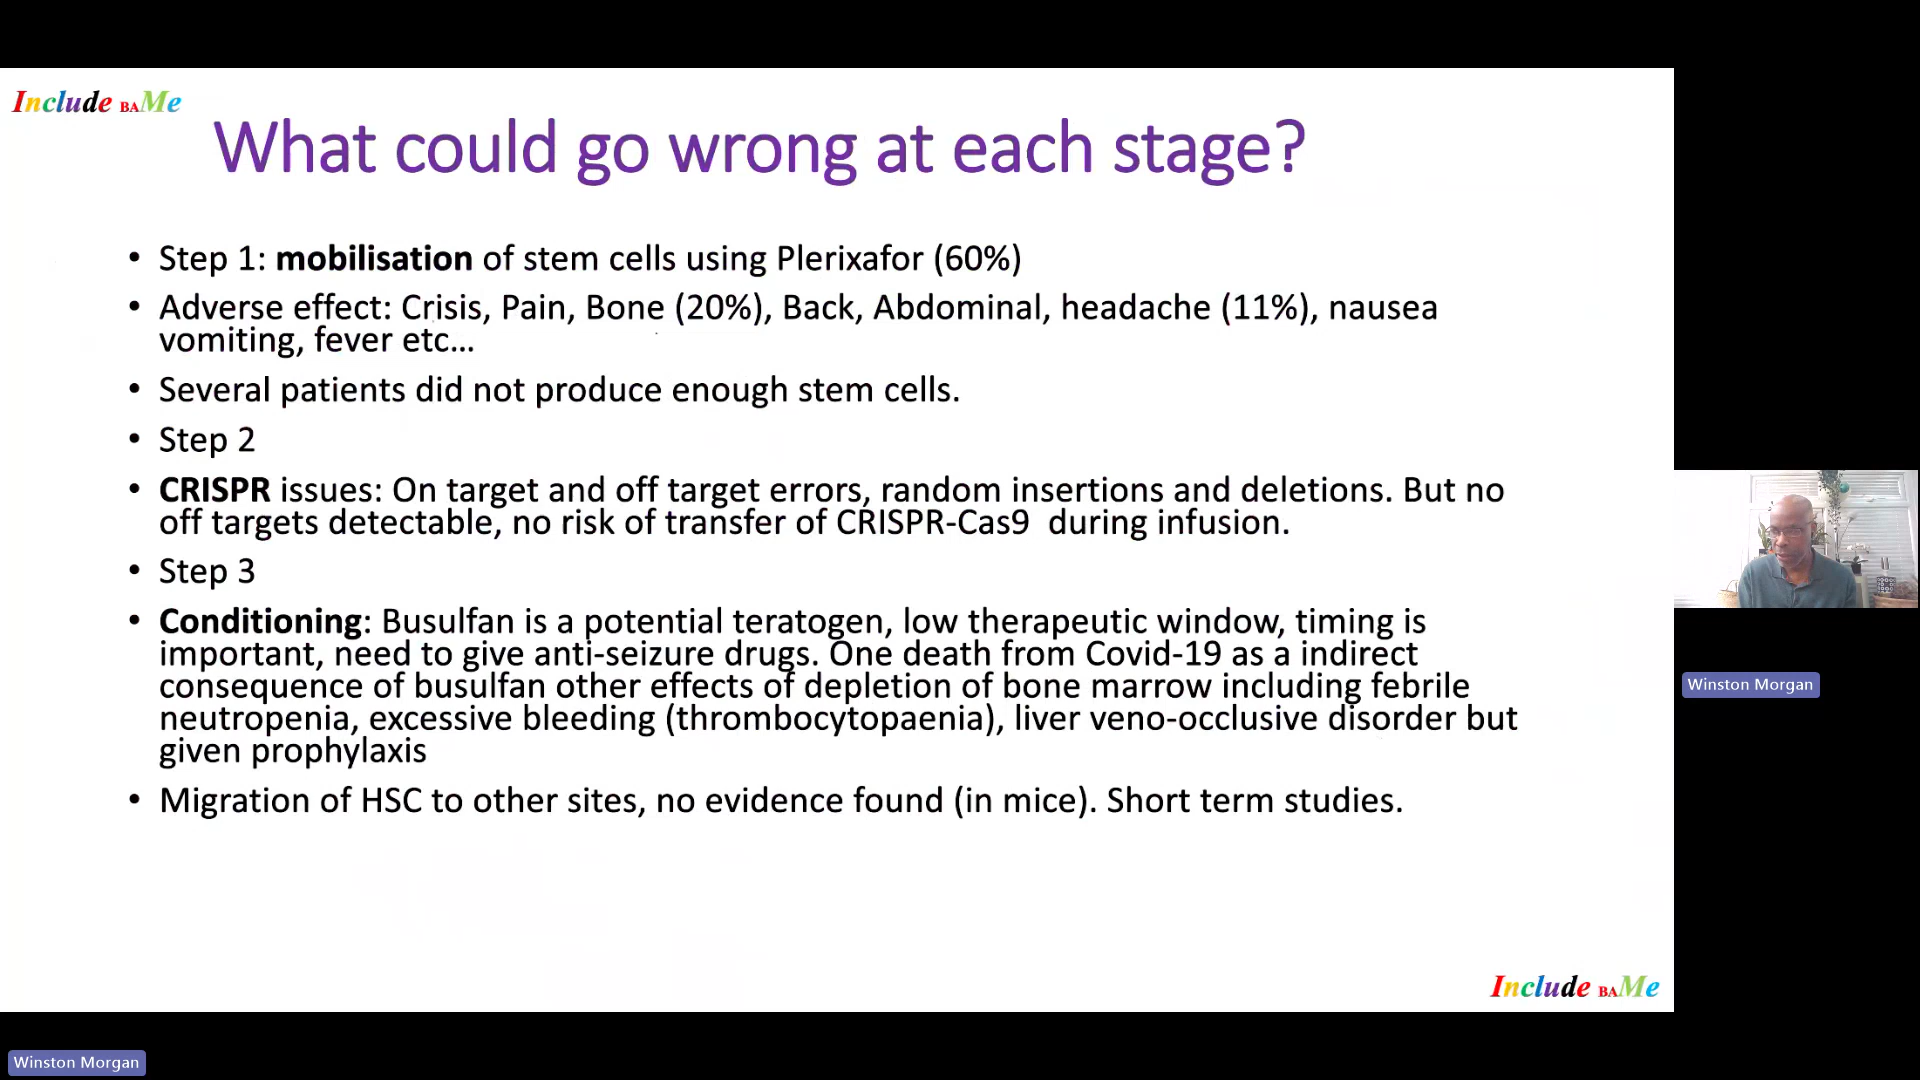 Include BAMe
What could go wrong at each stage?
• Step 1: mobilisation of stem cells using Plerixafor (60%)
• Adverse effect: Crisis, Pain, Bone (20%), Back, Abdominal, headache (11%), nausea
vomiting, fever etc...
• Several patients did not produce enough stem cells.
• Step 2
• CRISPR issues: On target and off target errors, random insertions and deletions. But no
off targets detectable, no risk of transfer of CRISPR-Cas9 during infusion.
• Step 3
• Conditioning: Busulfan is a potential teratogen, low therapeutic window, timing is
important, need to give anti-seizure drugs. One death from Covid-19 as a indirect
consequence of busulfan other effects of depletion of bone marrow including febrile
neutropenia, excessive bleeding (thrombocytopaenia), liver veno-occlusive disorder but
given prophylaxis
• Migration of HSC to other sites, no evidence found (in mice). Short term studies.
Include BAMe
Winston Morgan
Winston Morgan